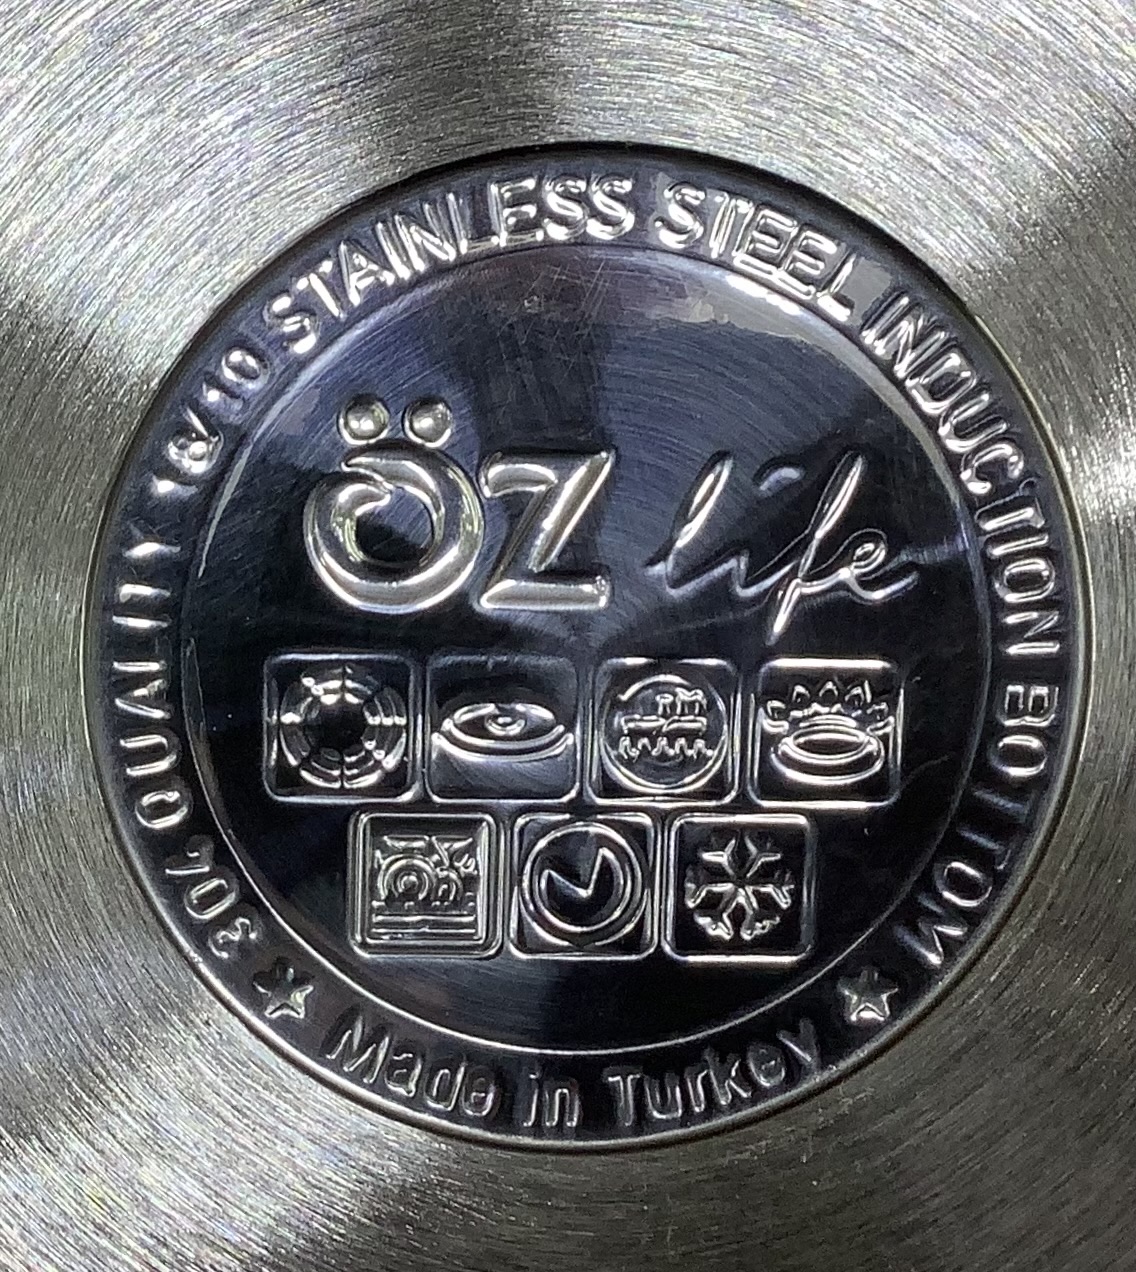 304 QUALITY 18/10 STAINLESS STEEL INDUCTION BOTTOM
ÖZ life
Made in Turkey